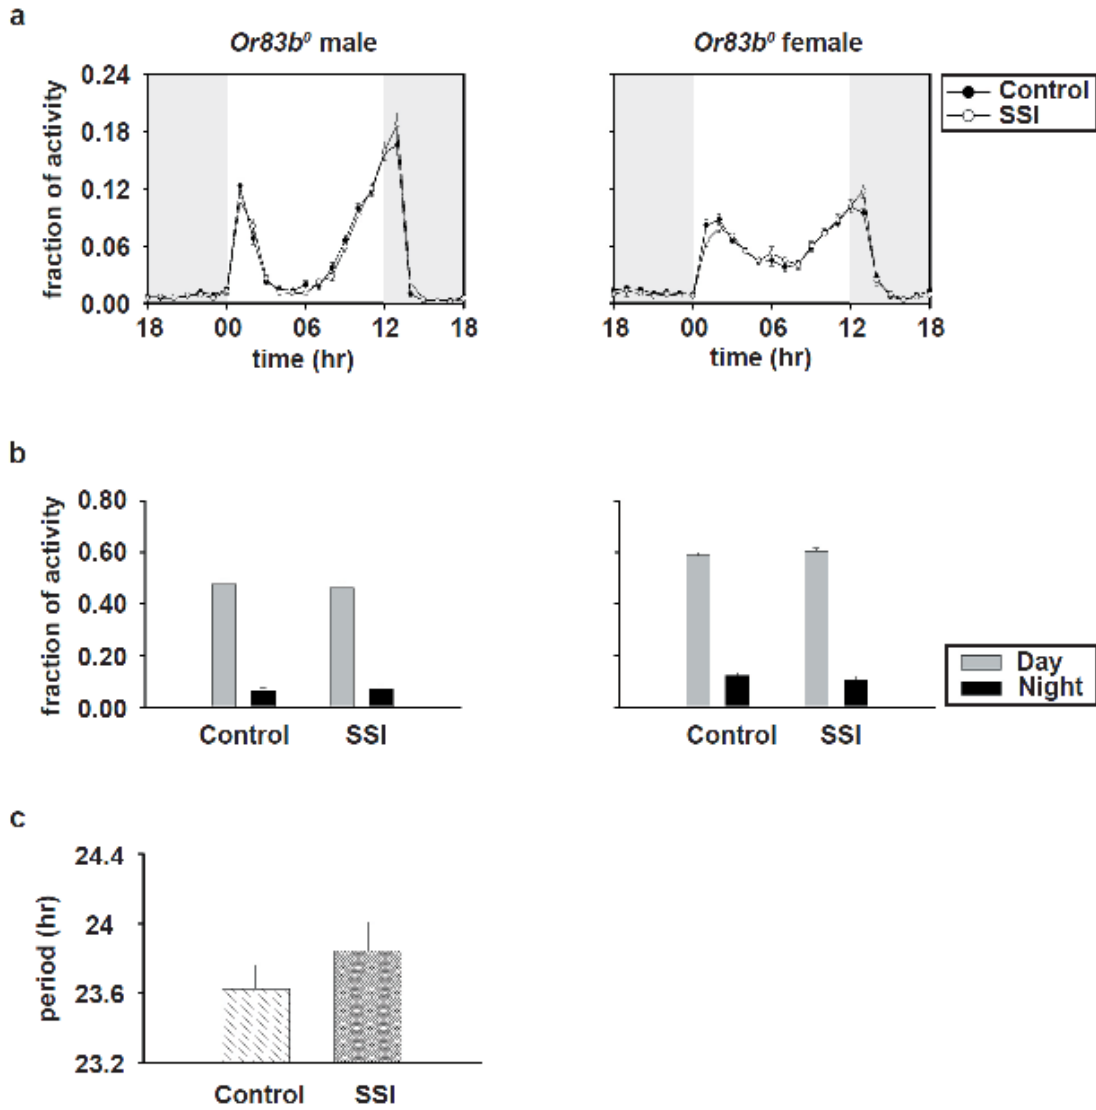 a
Or83b⁰ male
Or83b⁰ female
fraction of activity
0.24
0.18
0.12
0.06
0.00
18 00 06 12 18
time (hr)
18 00 06 12 18
time (hr)
Control
SSI
b
fraction of activity
0.80
0.60
0.40
0.20
0.00
Control SSI
Control SSI
Day
Night
c
period (hr)
24.4
24
23.6
23.2
Control SSI